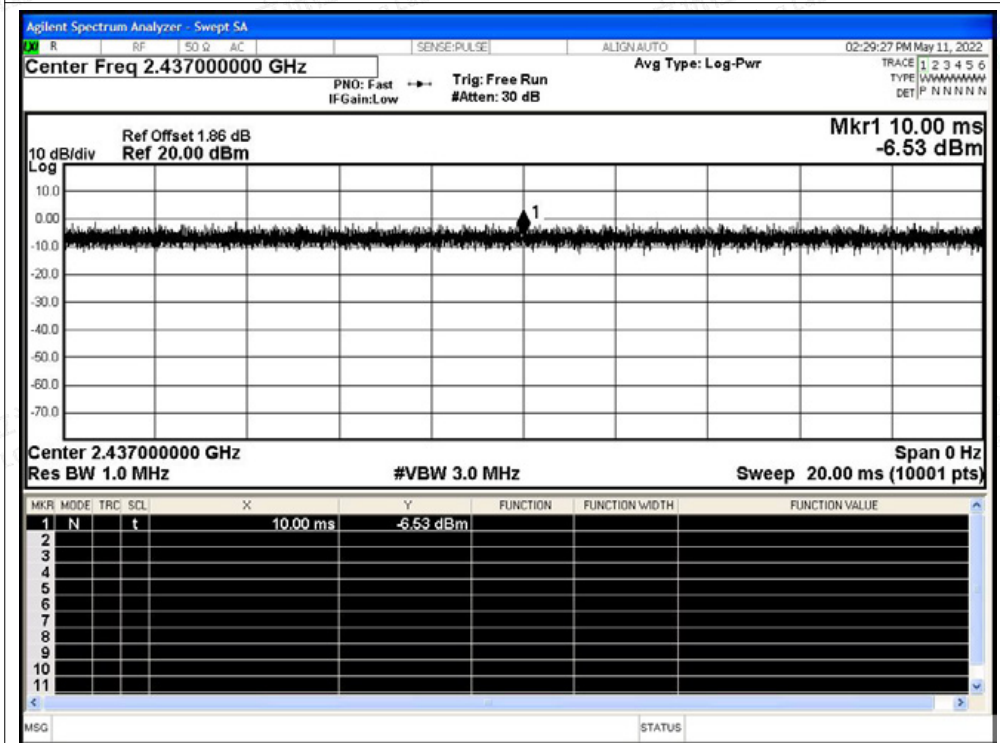 Agilent Spectrum Analyzer - Swept SA
R RF 50 Ω AC SENSE:PULSE ALIGN AUTO 02:29:27 PM May 11, 2022
Center Freq 2.437000000 GHz Avg Type: Log-Pwr TRACE 1 2 3 4 5 6
PNO: Fast Trig: Free Run TYPE WWWWWW
IFGain:Low #Atten: 30 dB DET P N N N N N
Mkr1 10.00 ms
Ref Offset 1.86 dB
10 dB/div Ref 20.00 dBm -6.53 dBm
Log
10.0
0.00
1
-10.0
-20.0
-30.0
-40.0
-50.0
-60.0
-70.0
Center 2.437000000 GHz Span 0 Hz
Res BW 1.0 MHz #VBW 3.0 MHz Sweep 20.00 ms (10001 pts)
MKR MODE TRC SCL X Y FUNCTION FUNCTION WIDTH FUNCTION VALUE
1 N t 10.00 ms -6.53 dBm
2
3
4
5
6
7
8
9
10
11
MSG STATUS